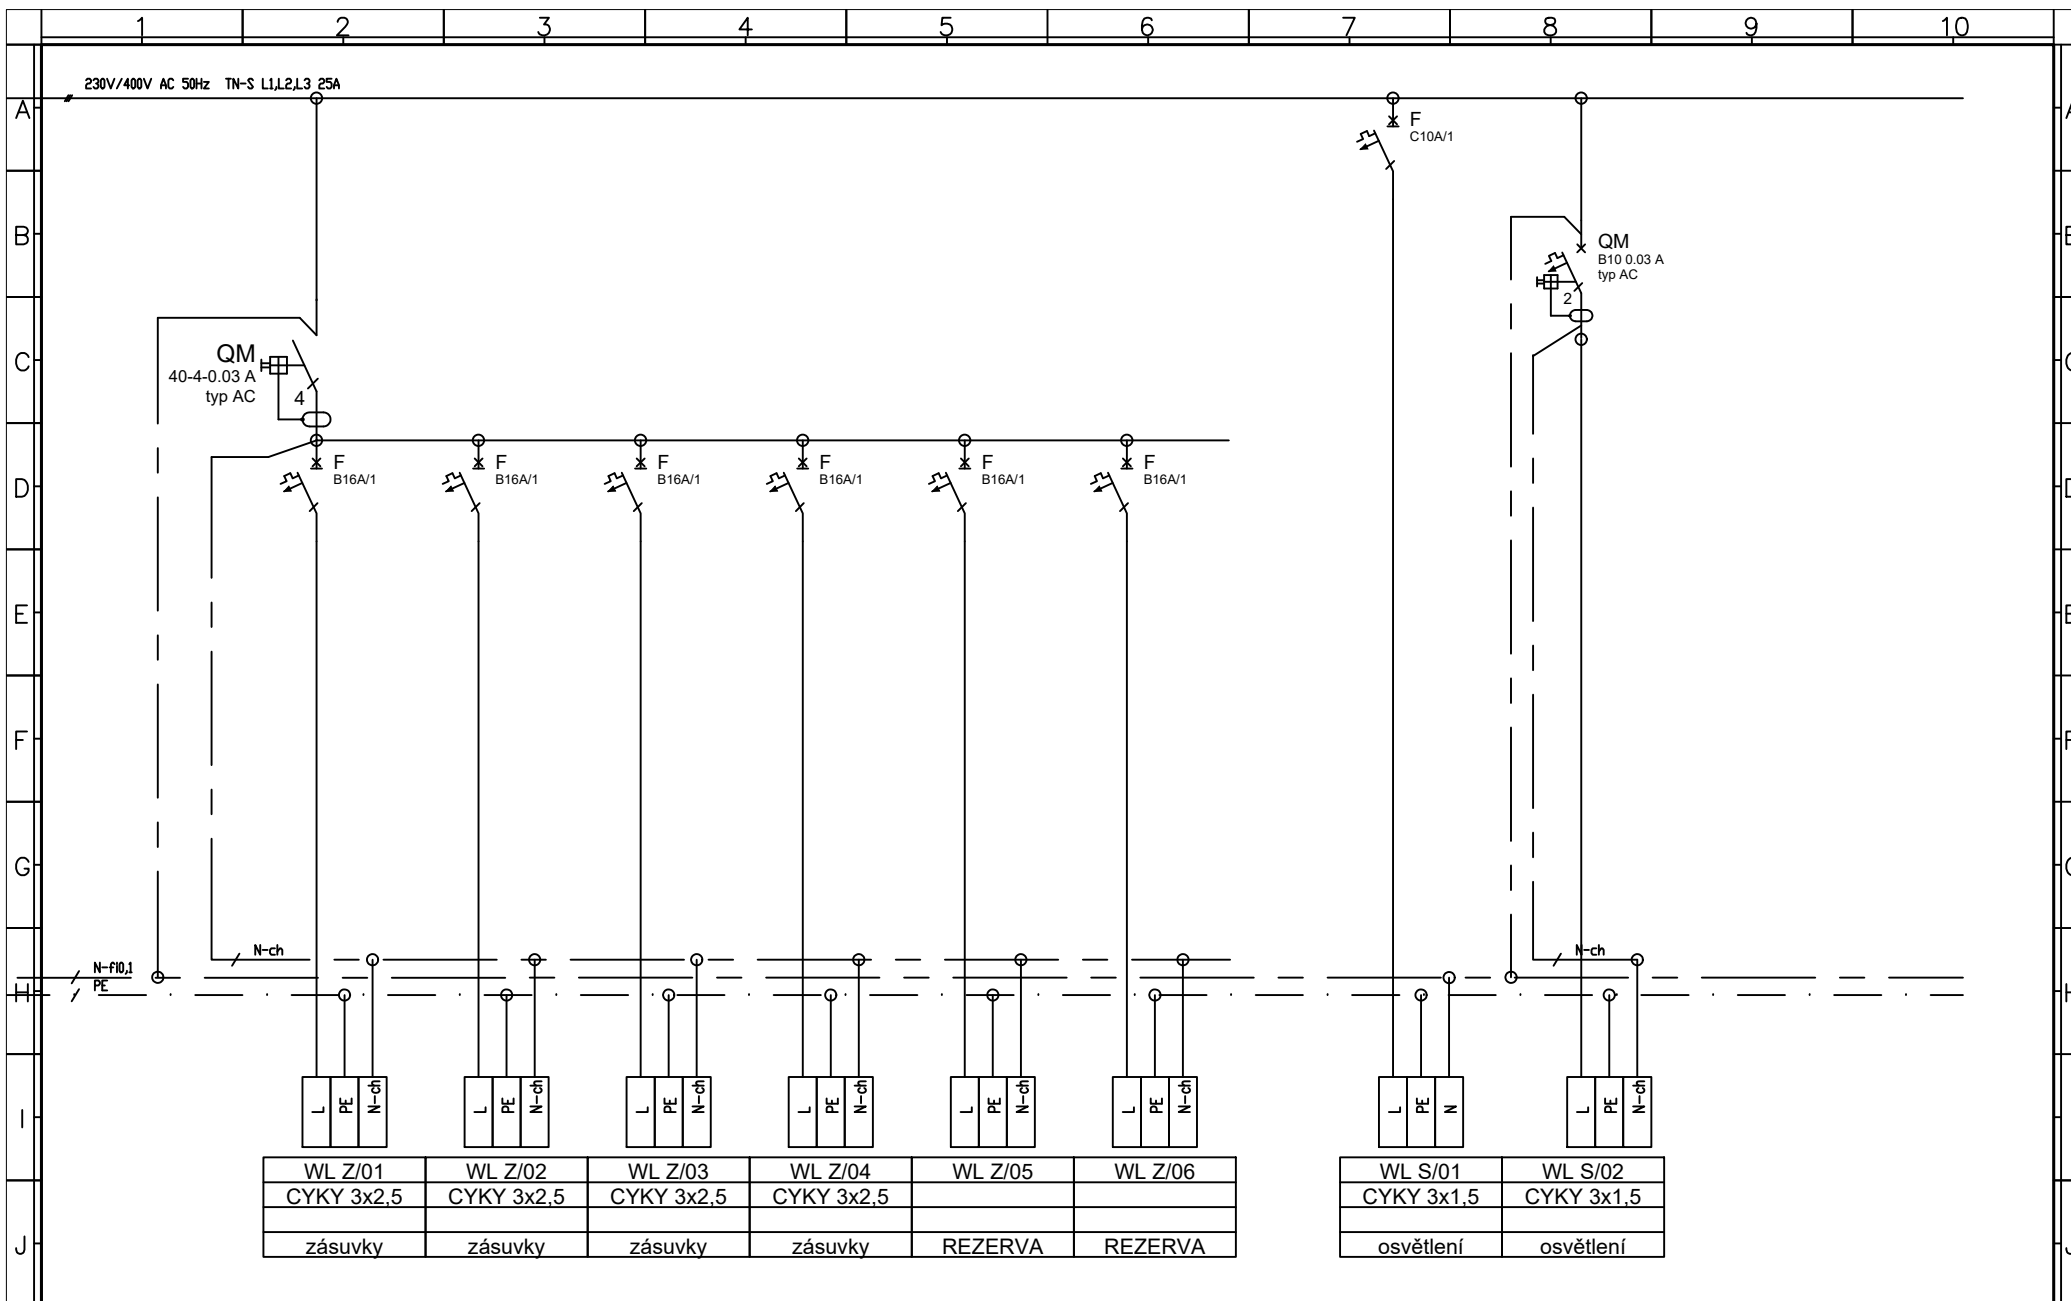 1 2 3 4 5 6 7 8 9 10
230V/400V AC 50Hz TN-S L1,L2,L3 25A
A
F
C10A/1
B
QM
B10 0.03 A
typ AC
2
C
QM
40-4-0.03 A
typ AC
4
D
F F F F F F
B16A/1 B16A/1 B16A/1 B16A/1 B16A/1 B16A/1
E
F
G
N-ch N-ch
N-fi0,1
H
PE
L PE N-ch L PE N-ch L PE N-ch L PE N-ch L PE N-ch L PE N-ch L PE N L PE N-ch
I
WL Z/01 WL Z/02 WL Z/03 WL Z/04 WL Z/05 WL Z/06 WL S/01 WL S/02
CYKY 3x2,5 CYKY 3x2,5 CYKY 3x2,5 CYKY 3x2,5 CYKY 3x1,5 CYKY 3x1,5
J
zásuvky zásuvky zásuvky zásuvky REZERVA REZERVA osvětlení osvětlení